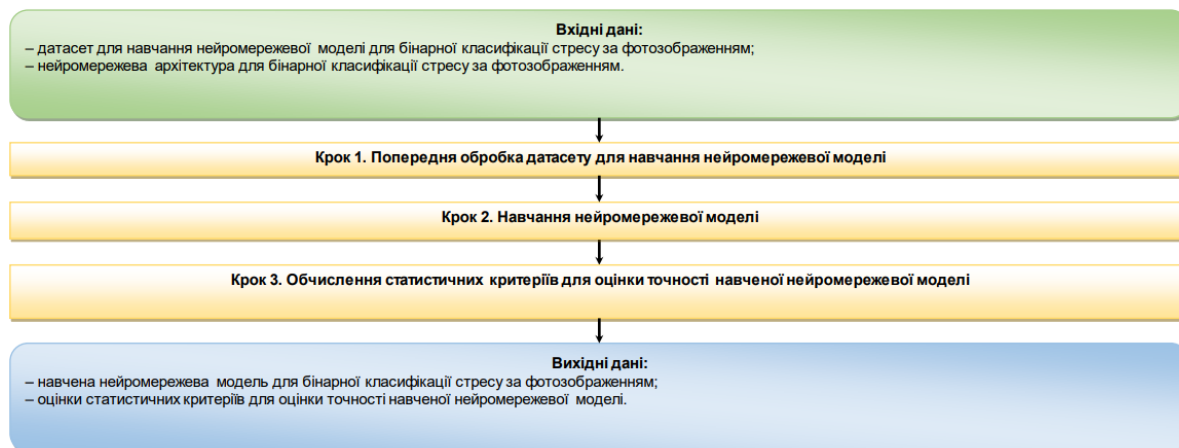 Вхідні дані:
– датасет для навчання нейромережевої моделі для бінарної класифікації стресу за фотозображенням;
– нейромережева архітектура для бінарної класифікації стресу за фотозображенням.
Крок 1. Попередня обробка датасету для навчання нейромережевої моделі
Крок 2. Навчання нейромережевої моделі
Крок 3. Обчислення статистичних критеріїв для оцінки точності навченої нейромережевої моделі
Вихідні дані:
– навчена нейромережева модель для бінарної класифікації стресу за фотозображенням;
– оцінки статистичних критеріїв для оцінки точності навченої нейромережевої моделі.